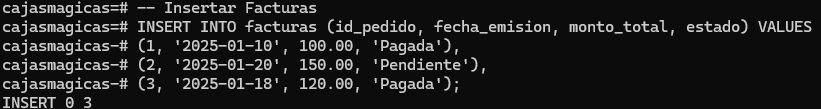 cajasmagicas=# -- Insertar Facturas
cajasmagicas=# INSERT INTO facturas (id_pedido, fecha_emision, monto_total, estado) VALUES
cajasmagicas-# (1, '2025-01-10', 100.00, 'Pagada'),
cajasmagicas-# (2, '2025-01-20', 150.00, 'Pendiente'),
cajasmagicas-# (3, '2025-01-18', 120.00, 'Pagada');
INSERT 0 3